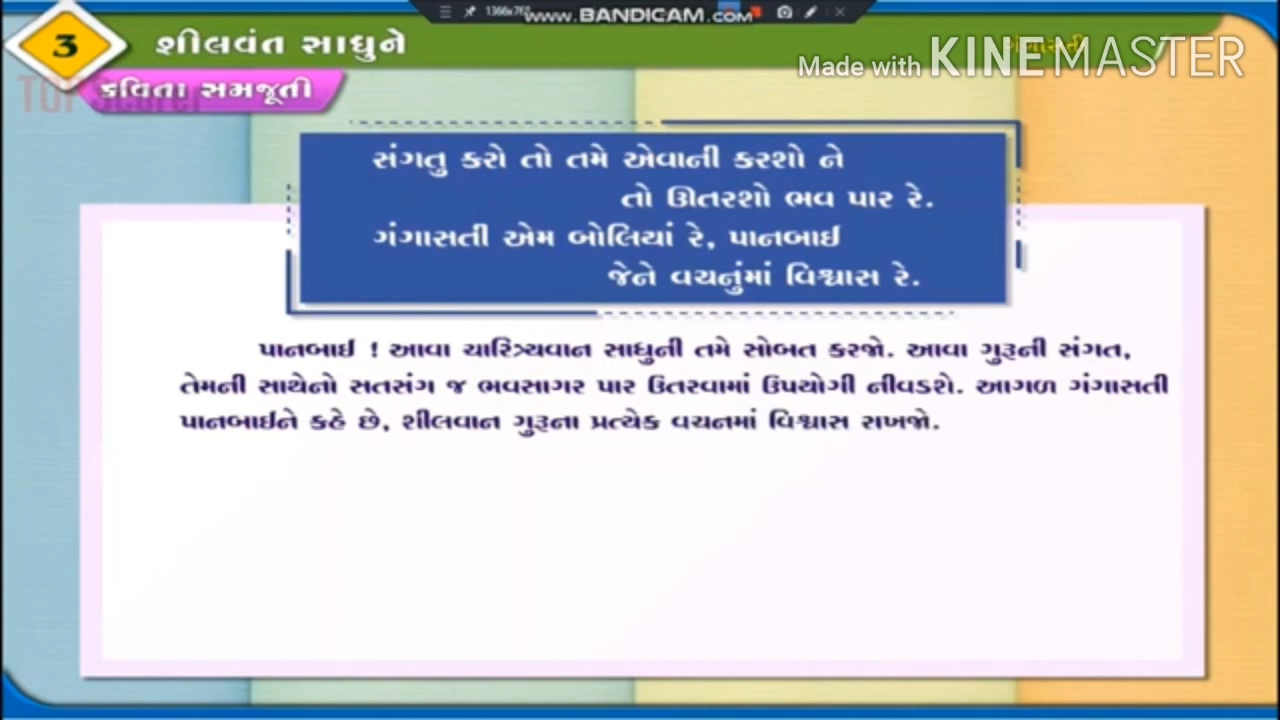 1366x768
www.BANDICAM.com
3
શીલવંત સાધુને
Made with KINEMASTER
કવિતા સમજૂતી
સંગતુ કરો તો તમે એવાની કરશો ને
તો ઊતરશો ભવ પાર રે.
ગંગાસતી એમ બોલિયાં રે, પાનબાઈ
જેને વચનુંમાં વિશ્વાસ રે.
પાનબાઈ ! આવા ચારિત્ર્યવાન સાધુની તમે સોબત કરજો. આવા ગુરૂની સંગત,
તેમની સાથેનો સતસંગ જ ભવસાગર પાર ઉતરવામાં ઉપયોગી નીવડશે. આગળ ગંગાસતી
પાનબાઈને કહે છે, શીલવાન ગુરૂના પ્રત્યેક વચનમાં વિશ્વાસ રાખજો.